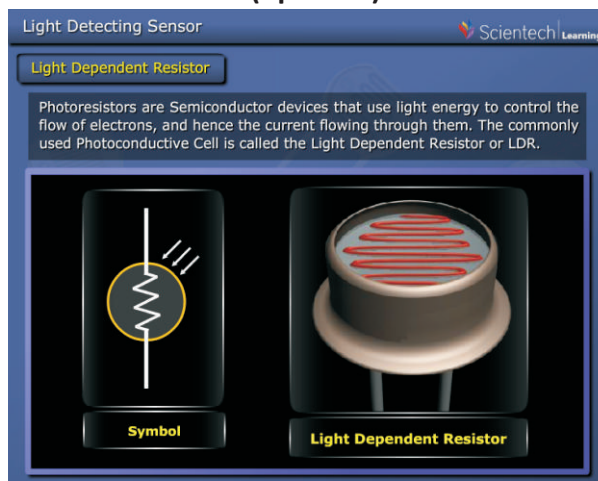 Light Detecting Sensor
Scientech Learning
Light Dependent Resistor
Photoresistors are Semiconductor devices that use light energy to control the
flow of electrons, and hence the current flowing through them. The commonly
used Photoconductive Cell is called the Light Dependent Resistor or LDR.
Symbol
Light Dependent Resistor